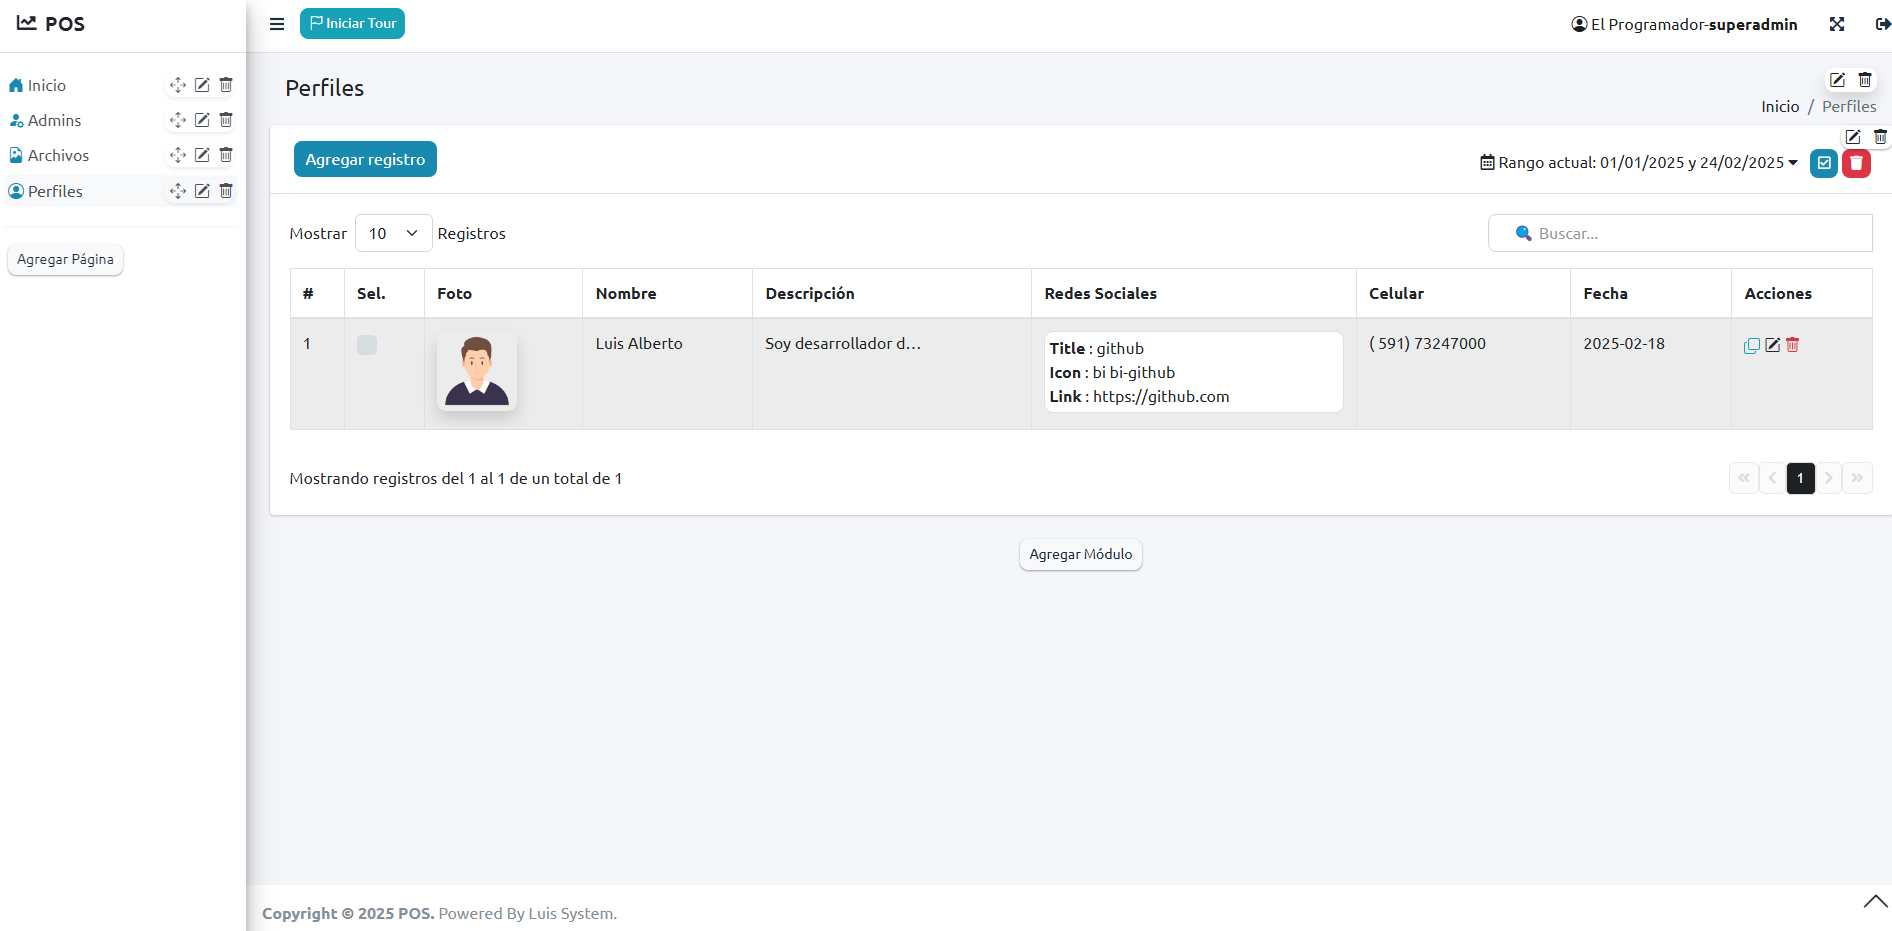 POS
Iniciar Tour
El Programador-superadmin
Inicio
Admins
Archivos
Perfiles
Agregar Página
Perfiles
Inicio / Perfiles
Agregar registro
Rango actual: 01/01/2025 y 24/02/2025
Mostrar 10 Registros
Buscar...
# Sel. Foto Nombre Descripción Redes Sociales Celular Fecha Acciones
1 Luis Alberto Soy desarrollador d... ( 591) 73247000 2025-02-18
Title : github
Icon : bi bi-github
Link : https://github.com
Mostrando registros del 1 al 1 de un total de 1
« ‹ 1 › »
Agregar Módulo
Copyright © 2025 POS. Powered By Luis System.